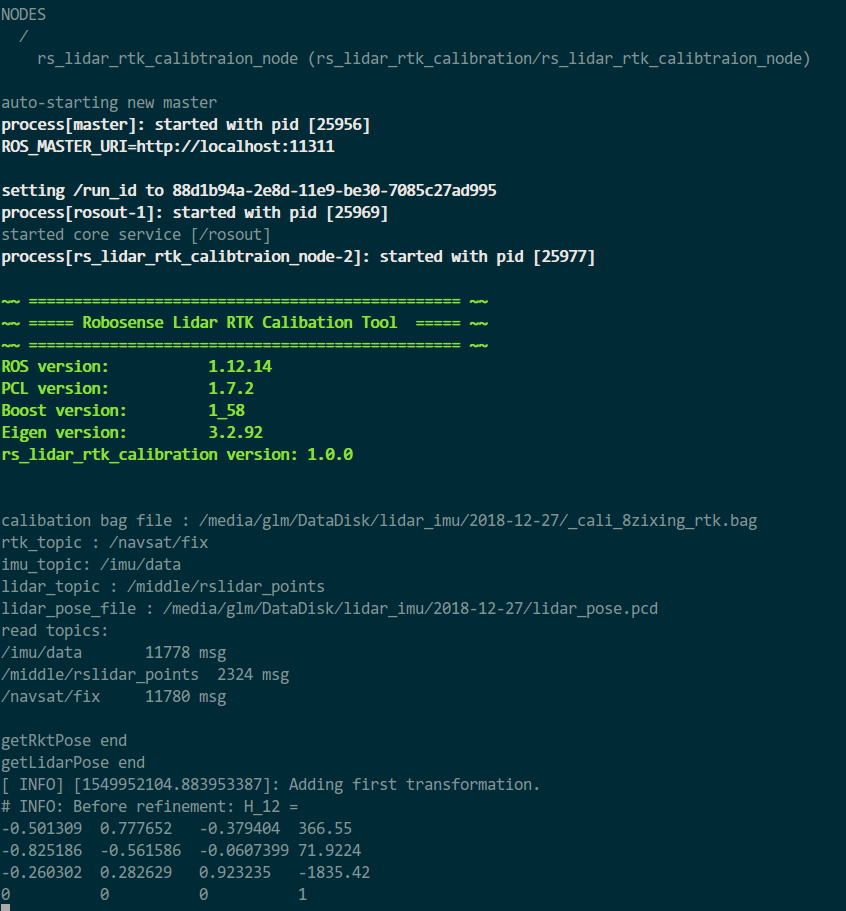 NODES
/
rs_lidar_rtk_calibtraion_node (rs_lidar_rtk_calibration/rs_lidar_rtk_calibtraion_node)
auto-starting new master
process[master]: started with pid [25956]
ROS_MASTER_URI=http://localhost:11311
setting /run_id to 88d1b94a-2e8d-11e9-be30-7085c27ad995
process[rosout-1]: started with pid [25969]
started core service [/rosout]
process[rs_lidar_rtk_calibtraion_node-2]: started with pid [25977]
~~ ================================================ ~~
~~ ===== Robosense Lidar RTK Calibation Tool  ===== ~~
~~ ================================================ ~~
ROS version:           1.12.14
PCL version:           1.7.2
Boost version:         1_58
Eigen version:         3.2.92
rs_lidar_rtk_calibration version: 1.0.0
calibation bag file : /media/glm/DataDisk/lidar_imu/2018-12-27/_cali_8zixing_rtk.bag
rtk_topic : /navsat/fix
imu_topic: /imu/data
lidar_topic : /middle/rslidar_points
lidar_pose_file : /media/glm/DataDisk/lidar_imu/2018-12-27/lidar_pose.pcd
read topics:
/imu/data       11778 msg
/middle/rslidar_points  2324 msg
/navsat/fix     11780 msg
getRktPose end
getLidarPose end
[ INFO] [1549952104.883953387]: Adding first transformation.
# INFO: Before refinement: H_12 =
-0.501309  0.777652   -0.379404  366.55
-0.825186  -0.561586  -0.0607399 71.9224
-0.260302  0.282629   0.923235   -1835.42
0          0          0          1